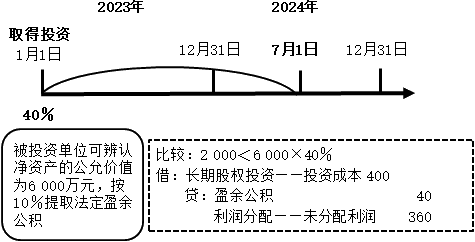 2023年 2024年
取得投资
1月1日 12月31日 7月1日 12月31日
40%
被投资单位可辨认
净资产的公允价值
为6 000万元，按
10%提取法定盈余
公积
比较：2 000＜6 000×40%
借：长期股权投资——投资成本 400
贷：盈余公积 40
利润分配——未分配利润 360